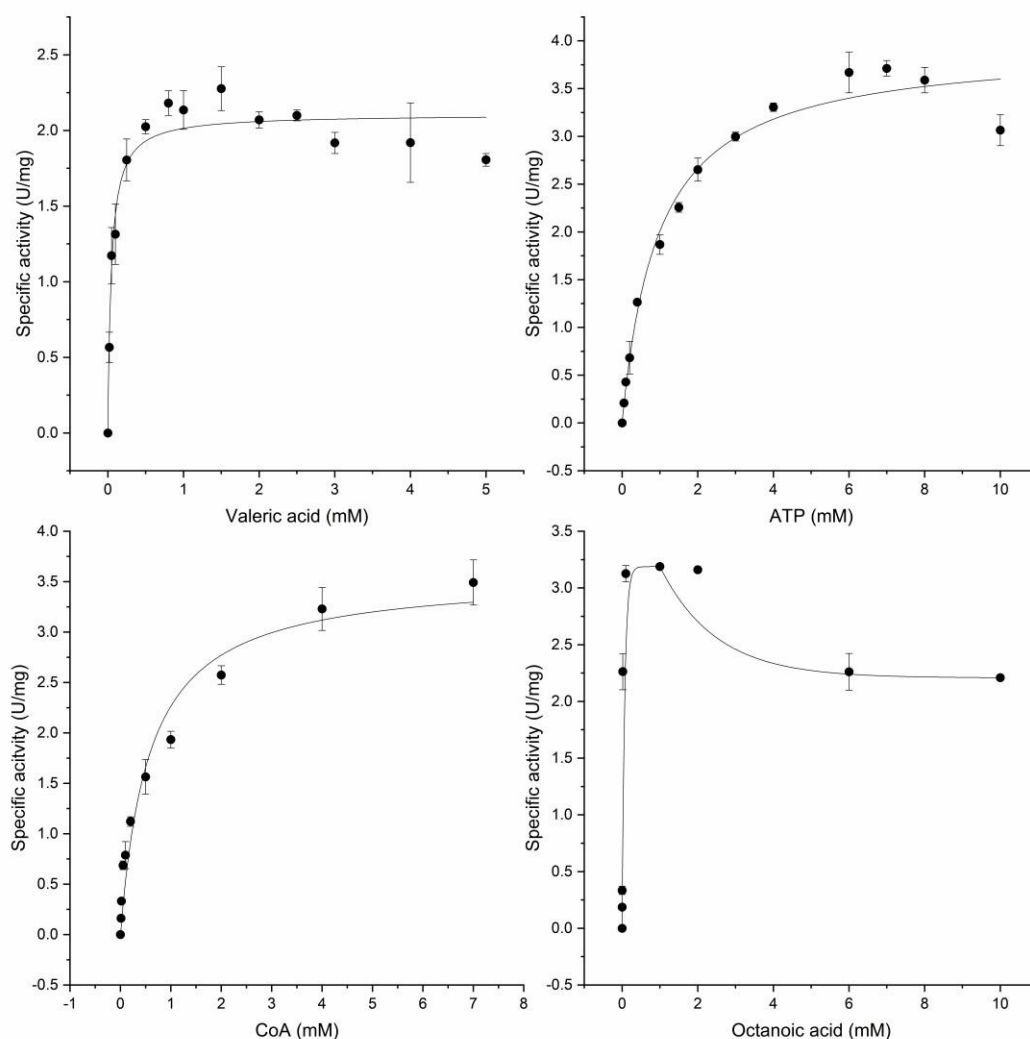 Specific activity (U/mg)
2.5
2.0
1.5
1.0
0.5
0.0
0 1 2 3 4 5
Valeric acid (mM)
Specific activity (U/mg)
4.0
3.5
3.0
2.5
2.0
1.5
1.0
0.5
0.0
-0.5
0 2 4 6 8 10
ATP (mM)
Specific acitvity (U/mg)
4.0
3.5
3.0
2.5
2.0
1.5
1.0
0.5
0.0
-0.5
-1 0 1 2 3 4 5 6 7 8
CoA (mM)
Specific activity (U/mg)
3.5
3.0
2.5
2.0
1.5
1.0
0.5
0.0
-0.5
0 2 4 6 8 10
Octanoic acid (mM)